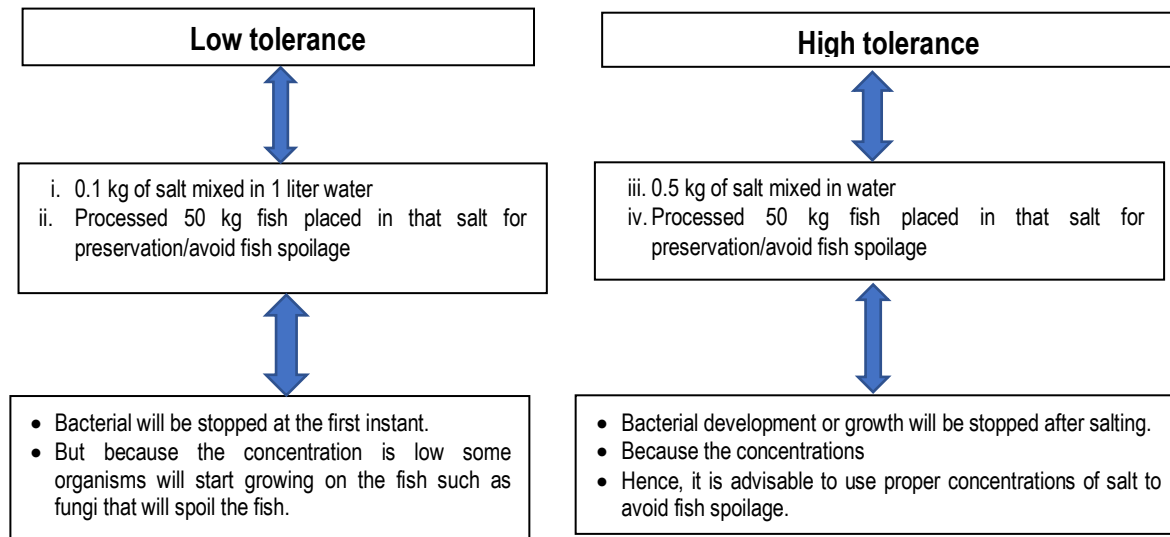 Low tolerance
i. 0.1 kg of salt mixed in 1 liter water
ii. Processed 50 kg fish placed in that salt for
preservation/avoid fish spoilage
• Bacterial will be stopped at the first instant.
• But because the concentration is low some
organisms will start growing on the fish such as
fungi that will spoil the fish.
High tolerance
iii. 0.5 kg of salt mixed in water
iv. Processed 50 kg fish placed in that salt for
preservation/avoid fish spoilage
• Bacterial development or growth will be stopped after salting.
• Because the concentrations
• Hence, it is advisable to use proper concentrations of salt to
avoid fish spoilage.